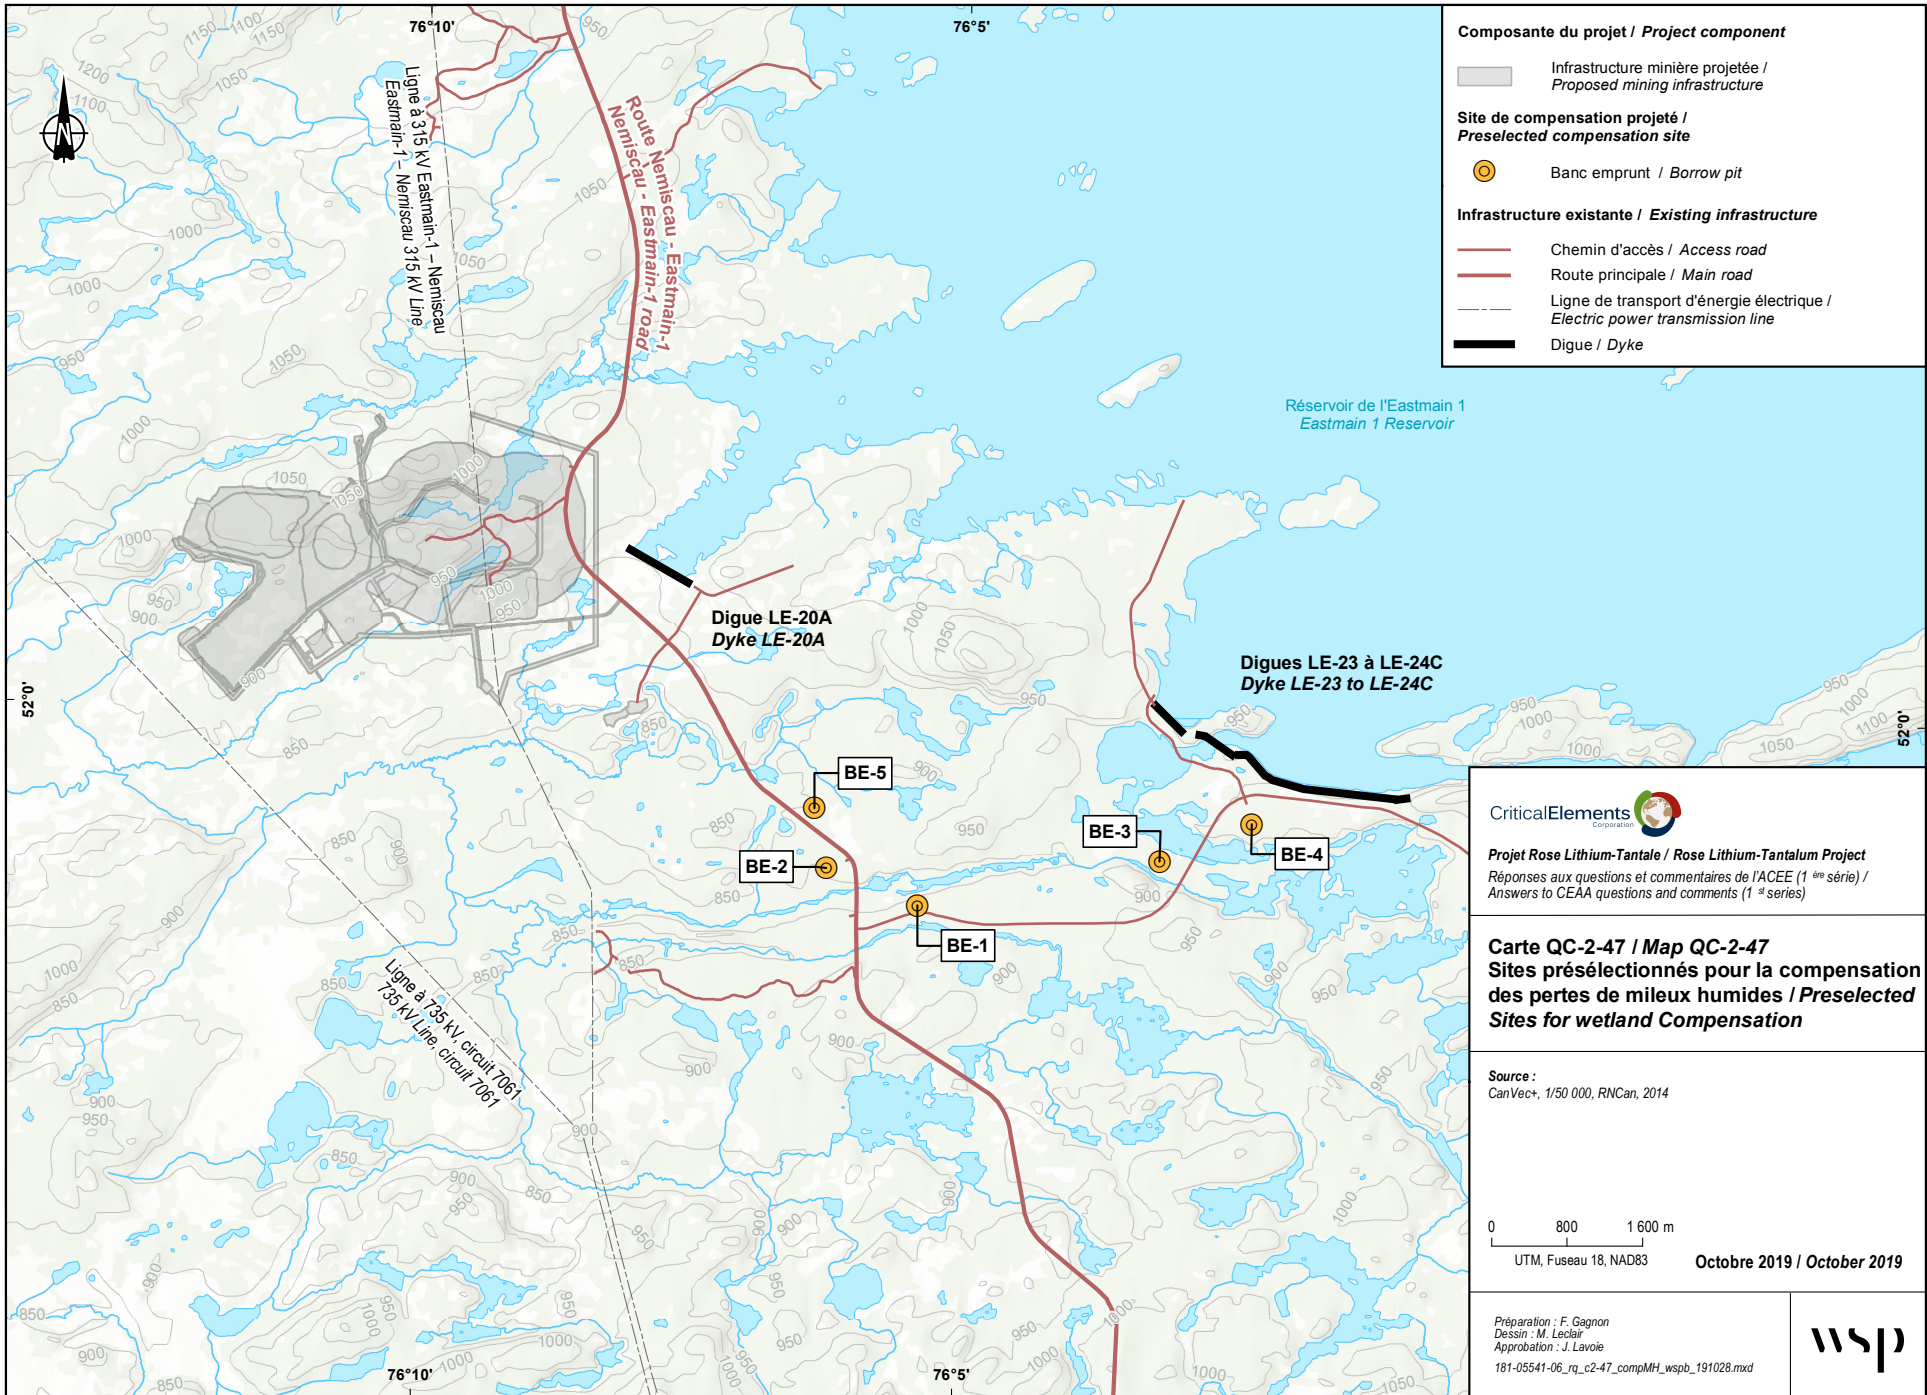 76°10'
76°5'
Ligne à 315 kV Eastmain-1 – Nemiscau
Eastmain-1 – Nemiscau 315 kV Line
Route Nemiscau - Eastmain-1
Nemiscau - Eastmain-1 road
Composante du projet / Project component
Infrastructure minière projetée /
Proposed mining infrastructure
Site de compensation projeté /
Preselected compensation site
Banc emprunt / Borrow pit
Infrastructure existante / Existing infrastructure
Chemin d'accès / Access road
Route principale / Main road
Ligne de transport d'énergie électrique /
Electric power transmission line
Digue / Dyke
N
Réservoir de l'Eastmain 1
Eastmain 1 Reservoir
Digue LE-20A
Dyke LE-20A
Digues LE-23 à LE-24C
Dyke LE-23 to LE-24C
52°0'
52°0'
BE-5
BE-2
BE-3
BE-4
BE-1
Ligne à 735 kV, circuit 7061
735 kV Line, circuit 7061
CriticalElements
Corporation
Projet Rose Lithium-Tantale / Rose Lithium-Tantalum Project
Réponses aux questions et commentaires de l'ACEE (1 ère série) /
Answers to CEAA questions and comments (1 st series)
Carte QC-2-47 / Map QC-2-47
Sites présélectionnés pour la compensation
des pertes de mileux humides / Preselected
Sites for wetland Compensation
Source :
CanVec+, 1/50 000, RNCan, 2014
0 800 1 600 m
UTM, Fuseau 18, NAD83
Octobre 2019 / October 2019
Préparation : F. Gagnon
Dessin : M. Leclair
Approbation : J. Lavoie
181-05541-06_rq_c2-47_compMH_wspb_191028.mxd
wsp
76°10'
76°5'